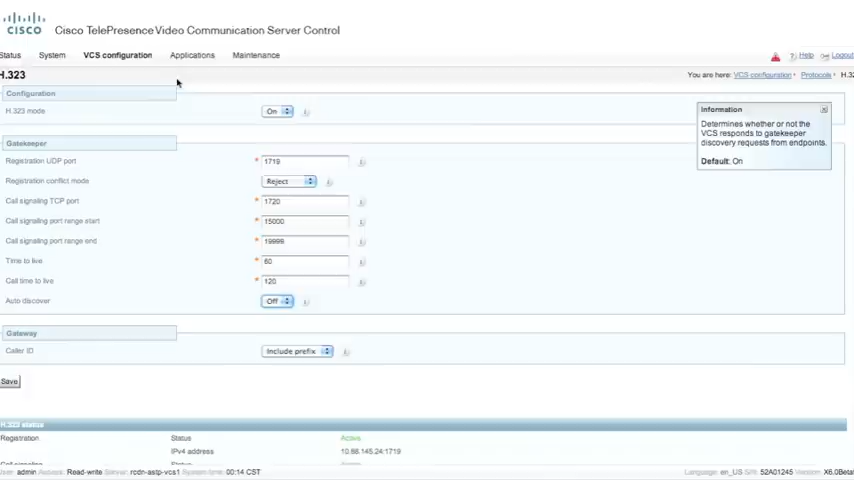 CISCO Cisco TelePresence Video Communication Server Control
Status System VCS configuration Applications Maintenance Help Logout
H.323 You are here: VCS configuration Protocols H.32
Configuration
H.323 mode On i
Information
Determines whether or not the
VCS responds to gatekeeper
discovery requests from endpoints.
Default: On
Gatekeeper
Registration UDP port * 1719 i
Registration conflict mode Reject i
Call signaling TCP port * 1720 i
Call signaling port range start * 15000 i
Call signaling port range end * 19999 i
Time to live * 60 i
Call time to live * 120 i
Auto discover Off i
Gateway
Caller ID Include prefix i
Save
H.323 status
Registration Status Active
IPv4 address 10.88.145.24:1719
User: admin Access: Read-write Server: rcdn-astp-vcs1 System time: 00:14 CST Language: en_US S/N: 52A01245 Version: X6.0Beta